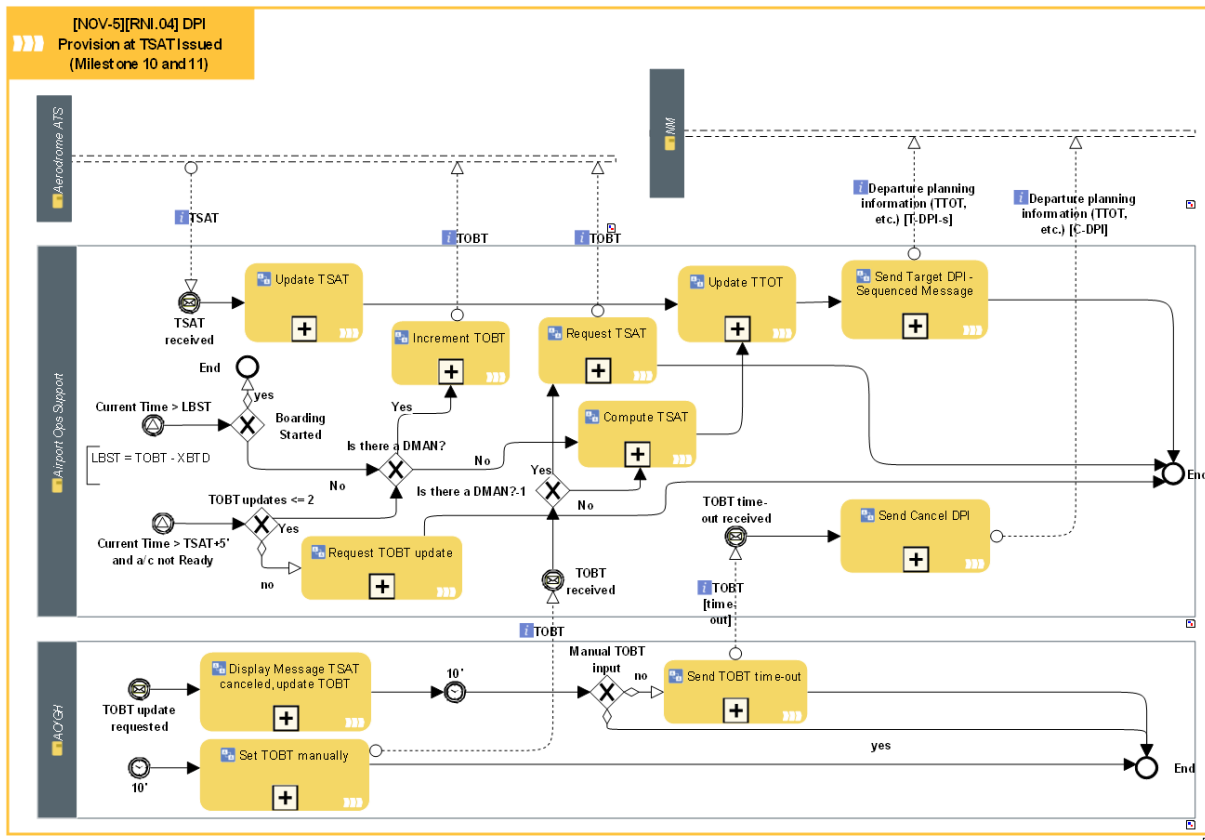 [NOV-5][RNI.04] DPI
Provision at TSAT Issued
(Milestone 10 and 11)
Aerodrome ATS
NM
TSAT
TOBT
TOBT
Departure planning
information (TTOT,
etc.) [T-DPI-s]
Departure planning
information (TTOT,
etc.) [C-DPI]
Airport Ops Support
TSAT
received
Update TSAT
Increment TOBT
Request TSAT
Update TTOT
Send Target DPI -
Sequenced Message
End
yes
Current Time > LBST
Boarding
Started
LBST = TOBT - XBTD
No
Yes
Is there a DMAN?
No
Compute TSAT
Yes
Is there a DMAN?-1
No
End
TOBT updates <= 2
Yes
Current Time > TSAT+5'
and a/c not Ready
no
Request TOBT update
TOBT
received
TOBT time-
out received
Send Cancel DPI
TOBT
[time-
out]
TOBT
AO/GH
TOBT update
requested
Display Message TSAT
canceled, update TOBT
10'
Manual TOBT
input
no
Send TOBT time-out
yes
10'
Set TOBT manually
End